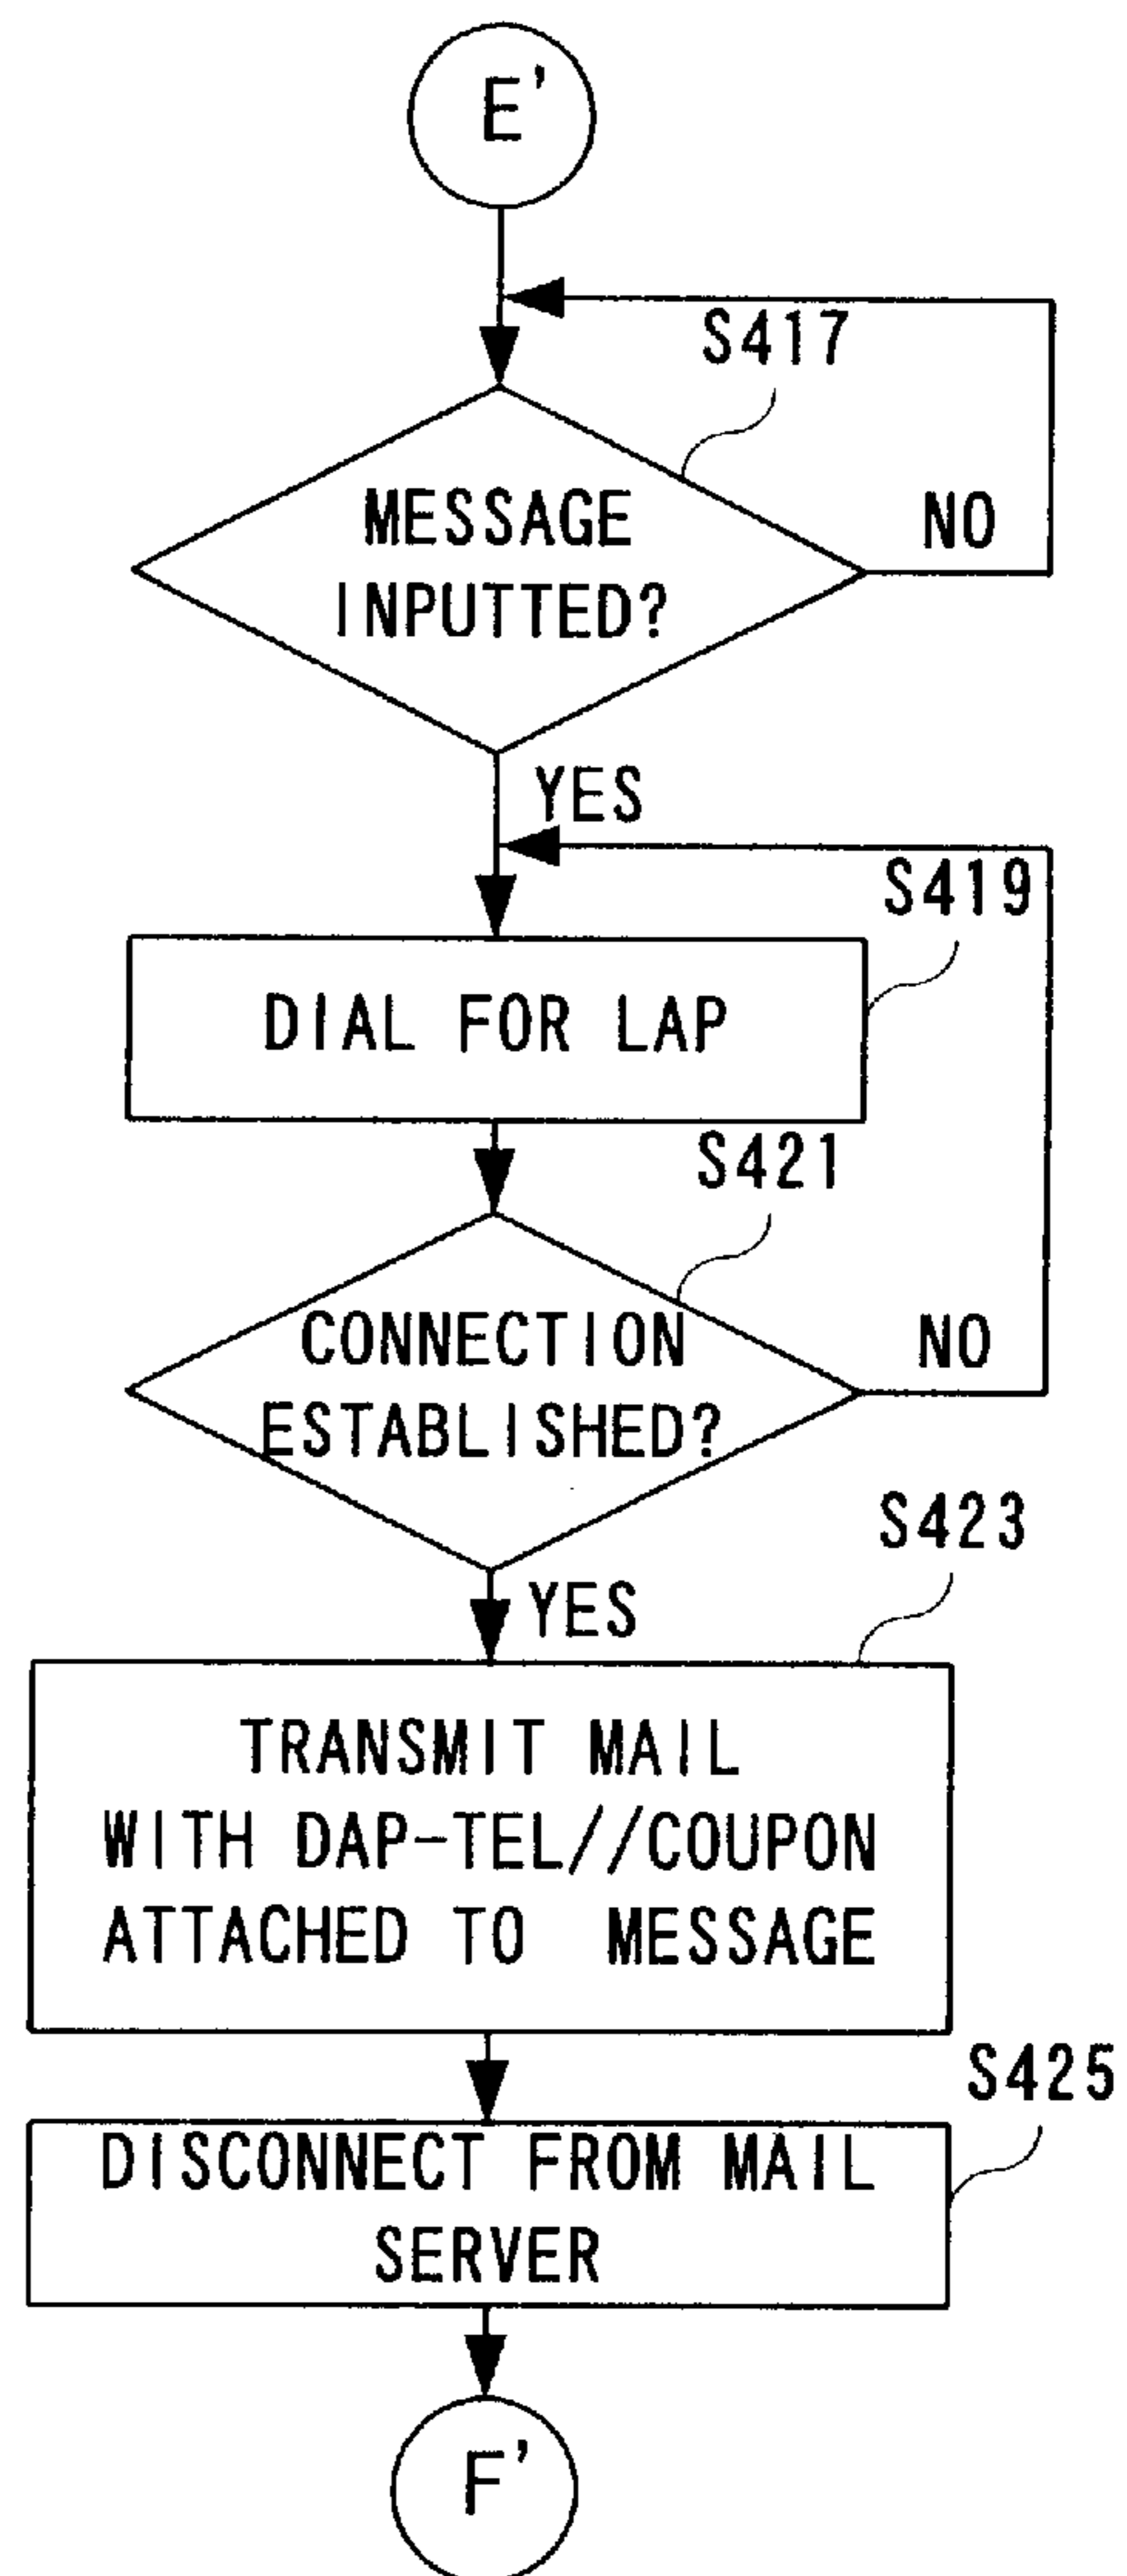 E'
S417
MESSAGE
INPUTTED?
NO
YES
S419
DIAL FOR LAP
S421
CONNECTION
ESTABLISHED?
NO
YES
S423
TRANSMIT MAIL
WITH DAP-TEL//COUPON
ATTACHED TO MESSAGE
S425
DISCONNECT FROM MAIL
SERVER
F'